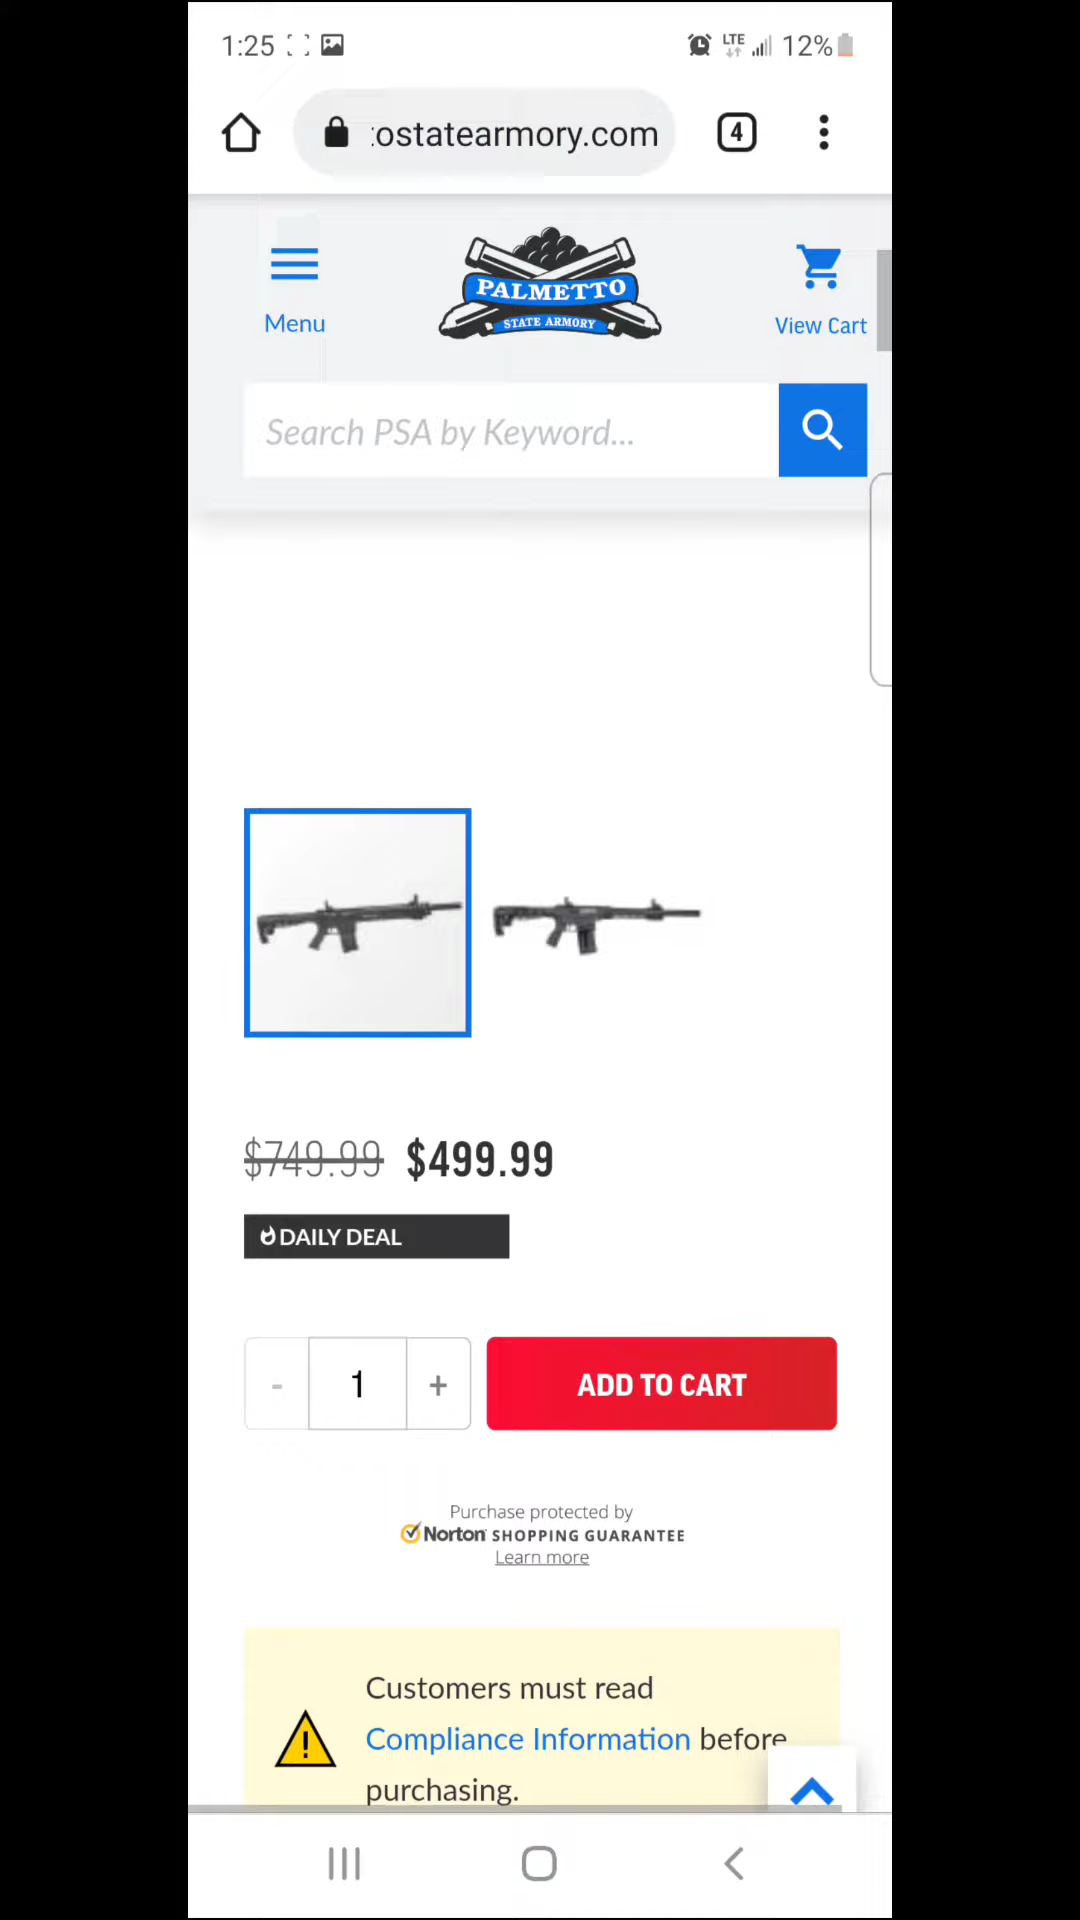 1:25 LTE 12%
:ostatearmory.com 4
PALMETTO
STATE ARMORY
Menu
View Cart
Search PSA by Keyword...
$749.99 $499.99
DAILY DEAL
- 1 + ADD TO CART
Purchase protected by
Norton SHOPPING GUARANTEE
Learn more
Customers must read
Compliance Information before
purchasing.